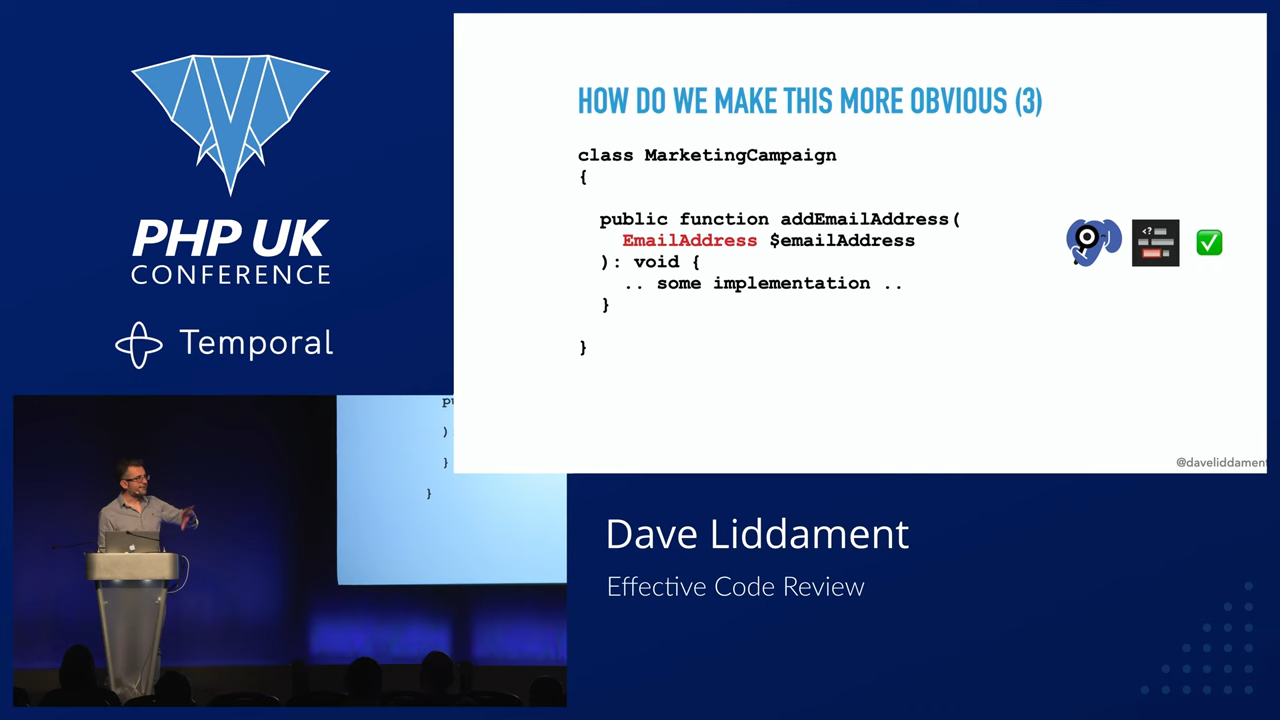 PHP UK
CONFERENCE
Temporal
HOW DO WE MAKE THIS MORE OBVIOUS (3)
class MarketingCampaign
{
public function addEmailAddress(
EmailAddress $emailAddress
): void {
.. some implementation ..
}
}
<?
@daveliddament
pu
)
}
}
Dave Liddament
Effective Code Review